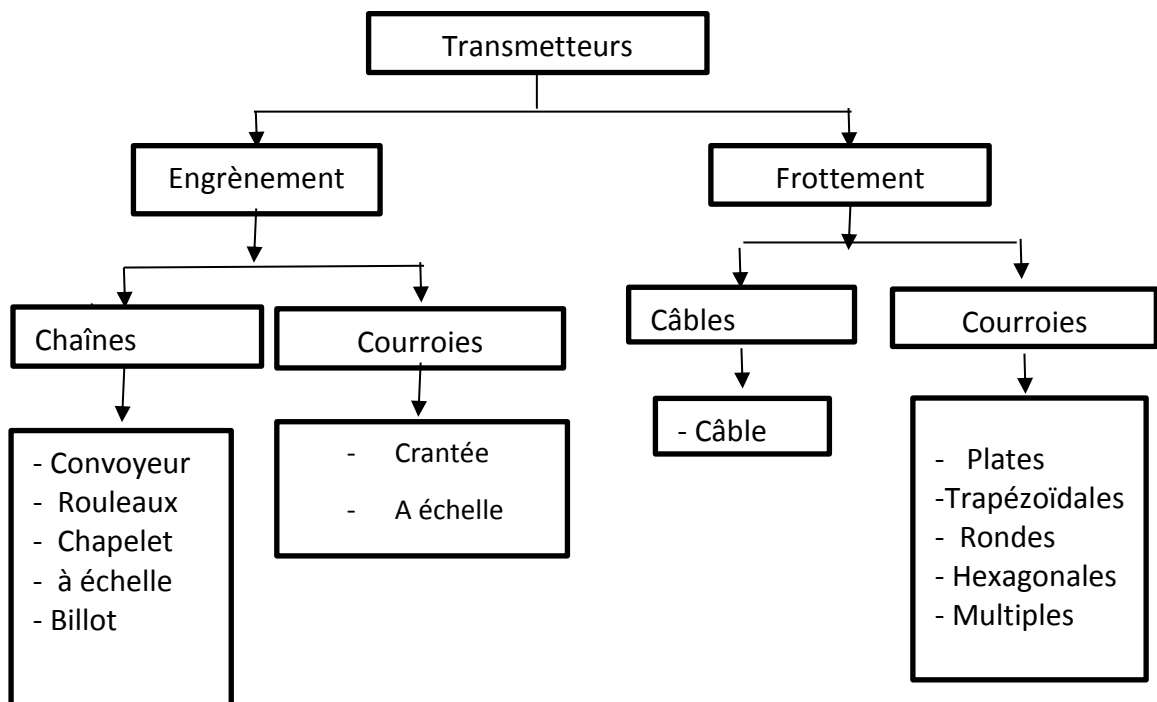 Transmetteurs
Engrènement
Frottement
Chaînes
Courroies
Câbles
Courroies
- Convoyeur
- Rouleaux
- Chapelet
- à échelle
- Billot
- Crantée
- A échelle
- Câble
- Plates
-Trapézoïdales
- Rondes
- Hexagonales
- Multiples